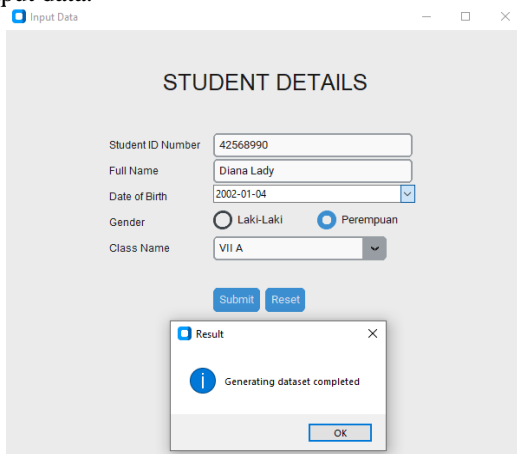 put data.
Input Data
STUDENT DETAILS
Student ID Number 42568990
Full Name Diana Lady
Date of Birth 2002-01-04
Gender Laki-Laki Perempuan
Class Name VII A
Submit Reset
Result
Generating dataset completed
OK